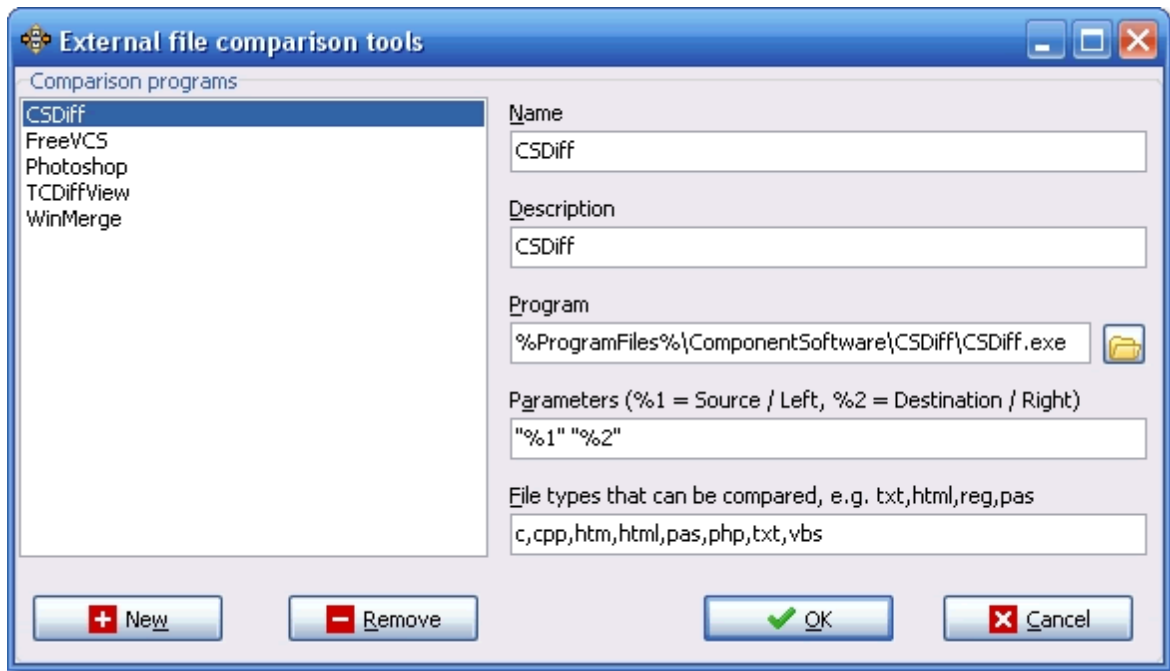 External file comparison tools
Comparison programs
CSDiff
FreeVCS
Photoshop
TCDiffView
WinMerge
Name
CSDiff
Description
CSDiff
Program
%ProgramFiles%\ComponentSoftware\CSDiff\CSDiff.exe
Parameters (%1 = Source / Left, %2 = Destination / Right)
"%1" "%2"
File types that can be compared, e.g. txt,html,reg,pas
c,cpp,htm,html,pas,php,txt,vbs
New
Remove
OK
Cancel